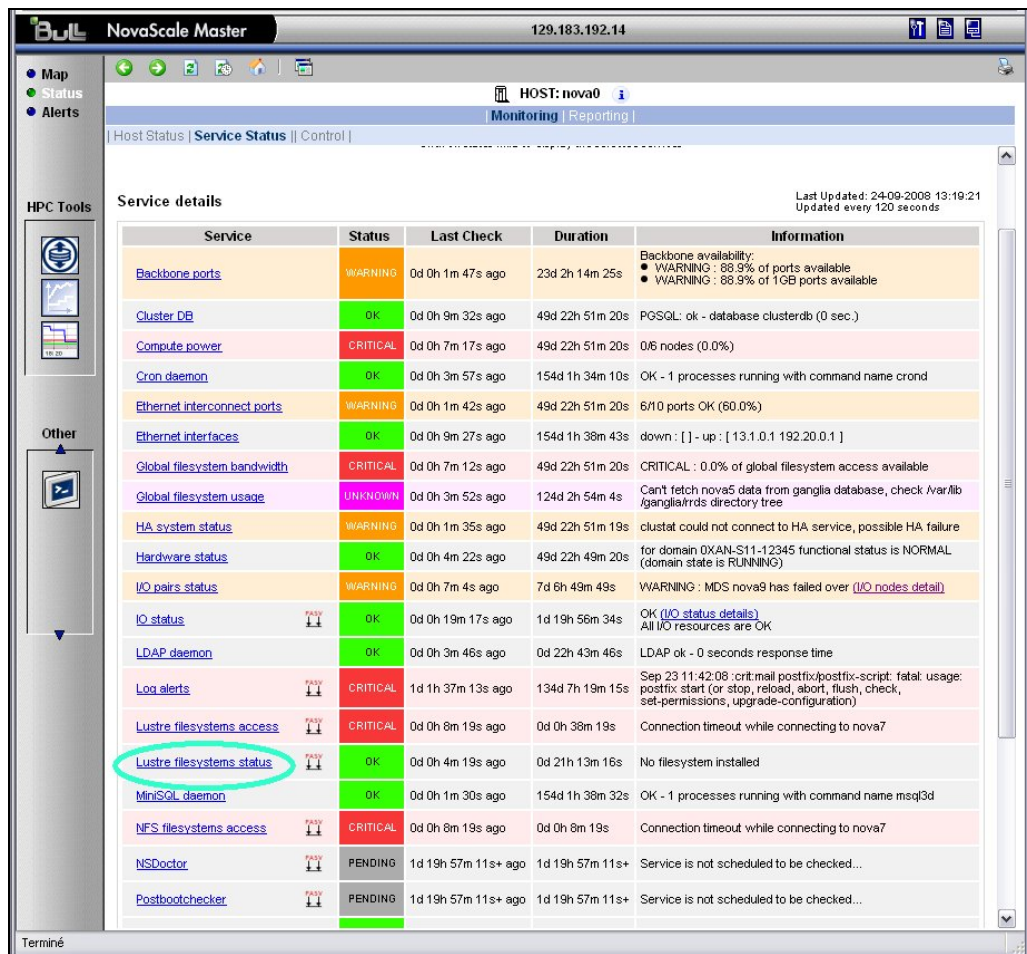 Bull NovaScale Master 129.183.192.14
Map
Status
Alerts
HOST: nova0 i
| Monitoring | Reporting |
| Host Status | Service Status || Control |
HPC Tools
18:20
Other
Service details
Last Updated: 24-09-2008 13:19:21
Updated every 120 seconds
Service Status Last Check Duration Information
Backbone ports WARNING 0d 0h 1m 47s ago 23d 2h 14m 25s Backbone availability:
WARNING : 88.9% of ports available
WARNING : 88.9% of 1GB ports available
Cluster DB OK 0d 0h 9m 32s ago 49d 22h 51m 20s PGSQL: ok - database clusterdb (0 sec.)
Compute power CRITICAL 0d 0h 7m 17s ago 49d 22h 51m 20s 0/6 nodes (0.0%)
Cron daemon OK 0d 0h 3m 57s ago 154d 1h 34m 10s OK - 1 processes running with command name crond
Ethernet interconnect ports WARNING 0d 0h 1m 42s ago 49d 22h 51m 20s 6/10 ports OK (60.0%)
Ethernet interfaces OK 0d 0h 9m 27s ago 154d 1h 38m 43s down : [ ] - up : [ 13.1.0.1 192.20.0.1 ]
Global filesystem bandwidth CRITICAL 0d 0h 7m 12s ago 49d 22h 51m 20s CRITICAL : 0.0% of global filesystem access available
Global filesystem usage UNKNOWN 0d 0h 3m 52s ago 124d 2h 54m 4s Can't fetch nova5 data from ganglia database, check /var/lib
/ganglia/rrds directory tree
HA system status WARNING 0d 0h 1m 35s ago 49d 22h 51m 19s clustat could not connect to HA service, possible HA failure
Hardware status OK 0d 0h 4m 22s ago 49d 22h 49m 20s for domain 0XAN-S11-12345 functional status is NORMAL
(domain state is RUNNING)
I/O pairs status WARNING 0d 0h 7m 4s ago 7d 6h 49m 49s WARNING : MDS nova9 has failed over (I/O nodes detail)
IO status PASV OK 0d 0h 19m 17s ago 1d 19h 56m 34s OK (I/O status details)
All I/O resources are OK
LDAP daemon OK 0d 0h 3m 46s ago 0d 22h 43m 46s LDAP ok - 0 seconds response time
Log alerts PASV CRITICAL 1d 1h 37m 13s ago 134d 7h 19m 15s Sep 23 11:42:08 :crit:mail postfix/postfix-script: fatal: usage:
postfix start (or stop, reload, abort, flush, check,
set-permissions, upgrade-configuration)
Lustre filesystems access PASV CRITICAL 0d 0h 8m 19s ago 0d 0h 38m 19s Connection timeout while connecting to nova7
Lustre filesystems status PASV OK 0d 0h 4m 19s ago 0d 21h 13m 16s No filesystem installed
MiniSQL daemon OK 0d 0h 1m 30s ago 154d 1h 38m 32s OK - 1 processes running with command name msql3d
NFS filesystems access PASV CRITICAL 0d 0h 8m 19s ago 0d 0h 8m 19s Connection timeout while connecting to nova7
NSDoctor PASV PENDING 1d 19h 57m 11s+ ago 1d 19h 57m 11s+ Service is not scheduled to be checked...
Postbootchecker PASV PENDING 1d 19h 57m 11s+ ago 1d 19h 57m 11s+ Service is not scheduled to be checked...
Terminé